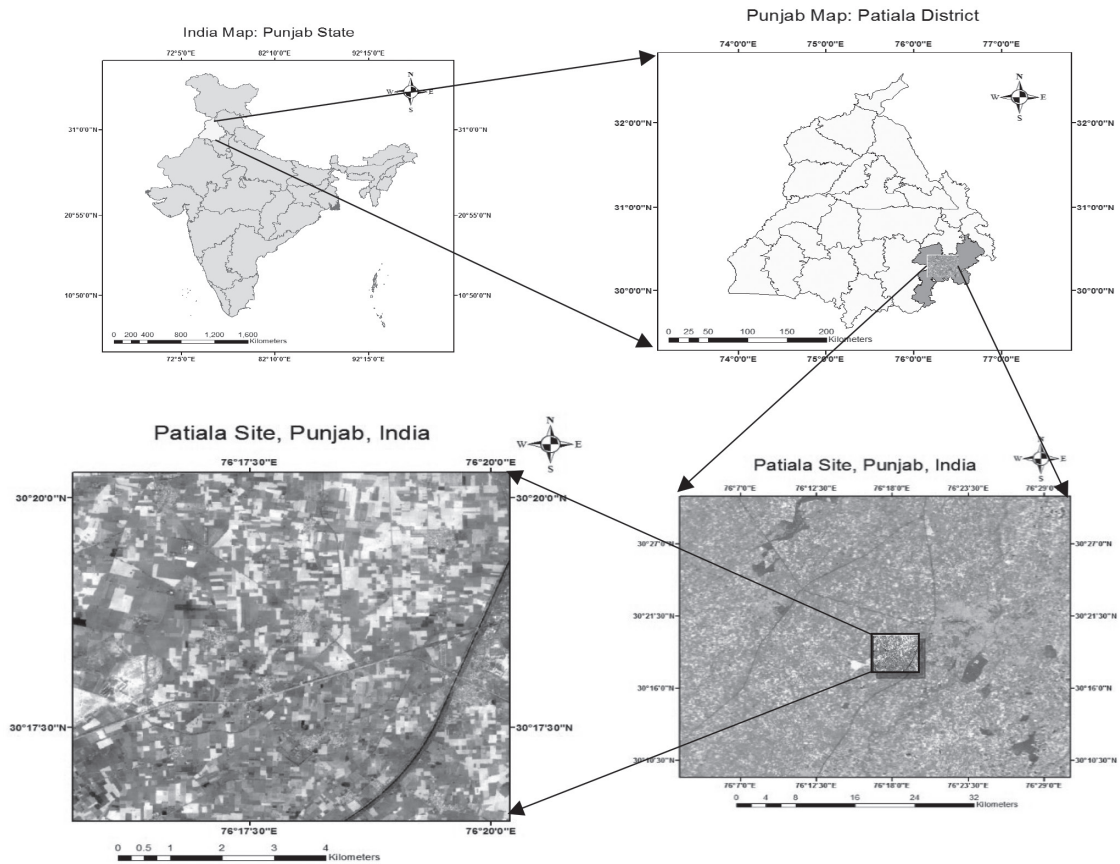 India Map: Punjab State
72°5'0"E 82°10'0"E 92°15'0"E
N
W E
S
31°0'0"N 31°0'0"N
20°55'0"N 20°55'0"N
10°50'0"N 10°50'0"N
0 200 400 800 1,200 1,600
Kilometers
72°5'0"E 82°10'0"E 92°15'0"E
Punjab Map: Patiala District
74°0'0"E 75°0'0"E 76°0'0"E 77°0'0"E
N
W E
S
32°0'0"N 32°0'0"N
31°0'0"N 31°0'0"N
30°0'0"N 30°0'0"N
0 25 50 100 150 200
Kilometers
74°0'0"E 75°0'0"E 76°0'0"E 77°0'0"E
Patiala Site, Punjab, India
N
W E
S
76°17'30"E 76°20'0"E
30°20'0"N 30°20'0"N
30°17'30"N 30°17'30"N
76°17'30"E 76°20'0"E
0 0.5 1 2 3 4
Kilometers
Patiala Site, Punjab, India
N
W E
S
76°7'0"E 76°12'30"E 76°18'0"E 76°23'30"E 76°29'0"E
30°27'0"N 30°27'0"N
30°21'30"N 30°21'30"N
30°16'0"N 30°16'0"N
30°10'30"N 30°10'30"N
76°7'0"E 76°12'30"E 76°18'0"E 76°23'30"E 76°29'0"E
0 4 8 16 24 32
Kilometers